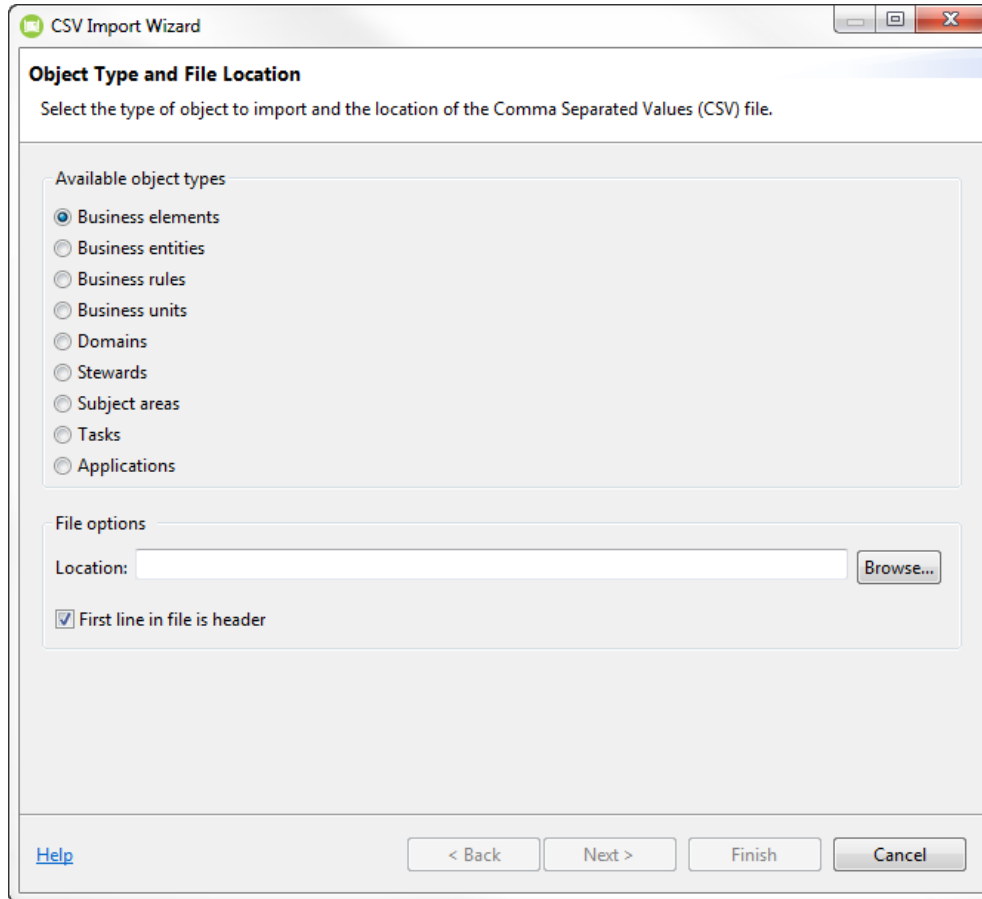 CSV Import Wizard
Object Type and File Location
Select the type of object to import and the location of the Comma Separated Values (CSV) file.
Available object types
Business elements
Business entities
Business rules
Business units
Domains
Stewards
Subject areas
Tasks
Applications
File options
Location:
Browse...
First line in file is header
Help
< Back
Next >
Finish
Cancel